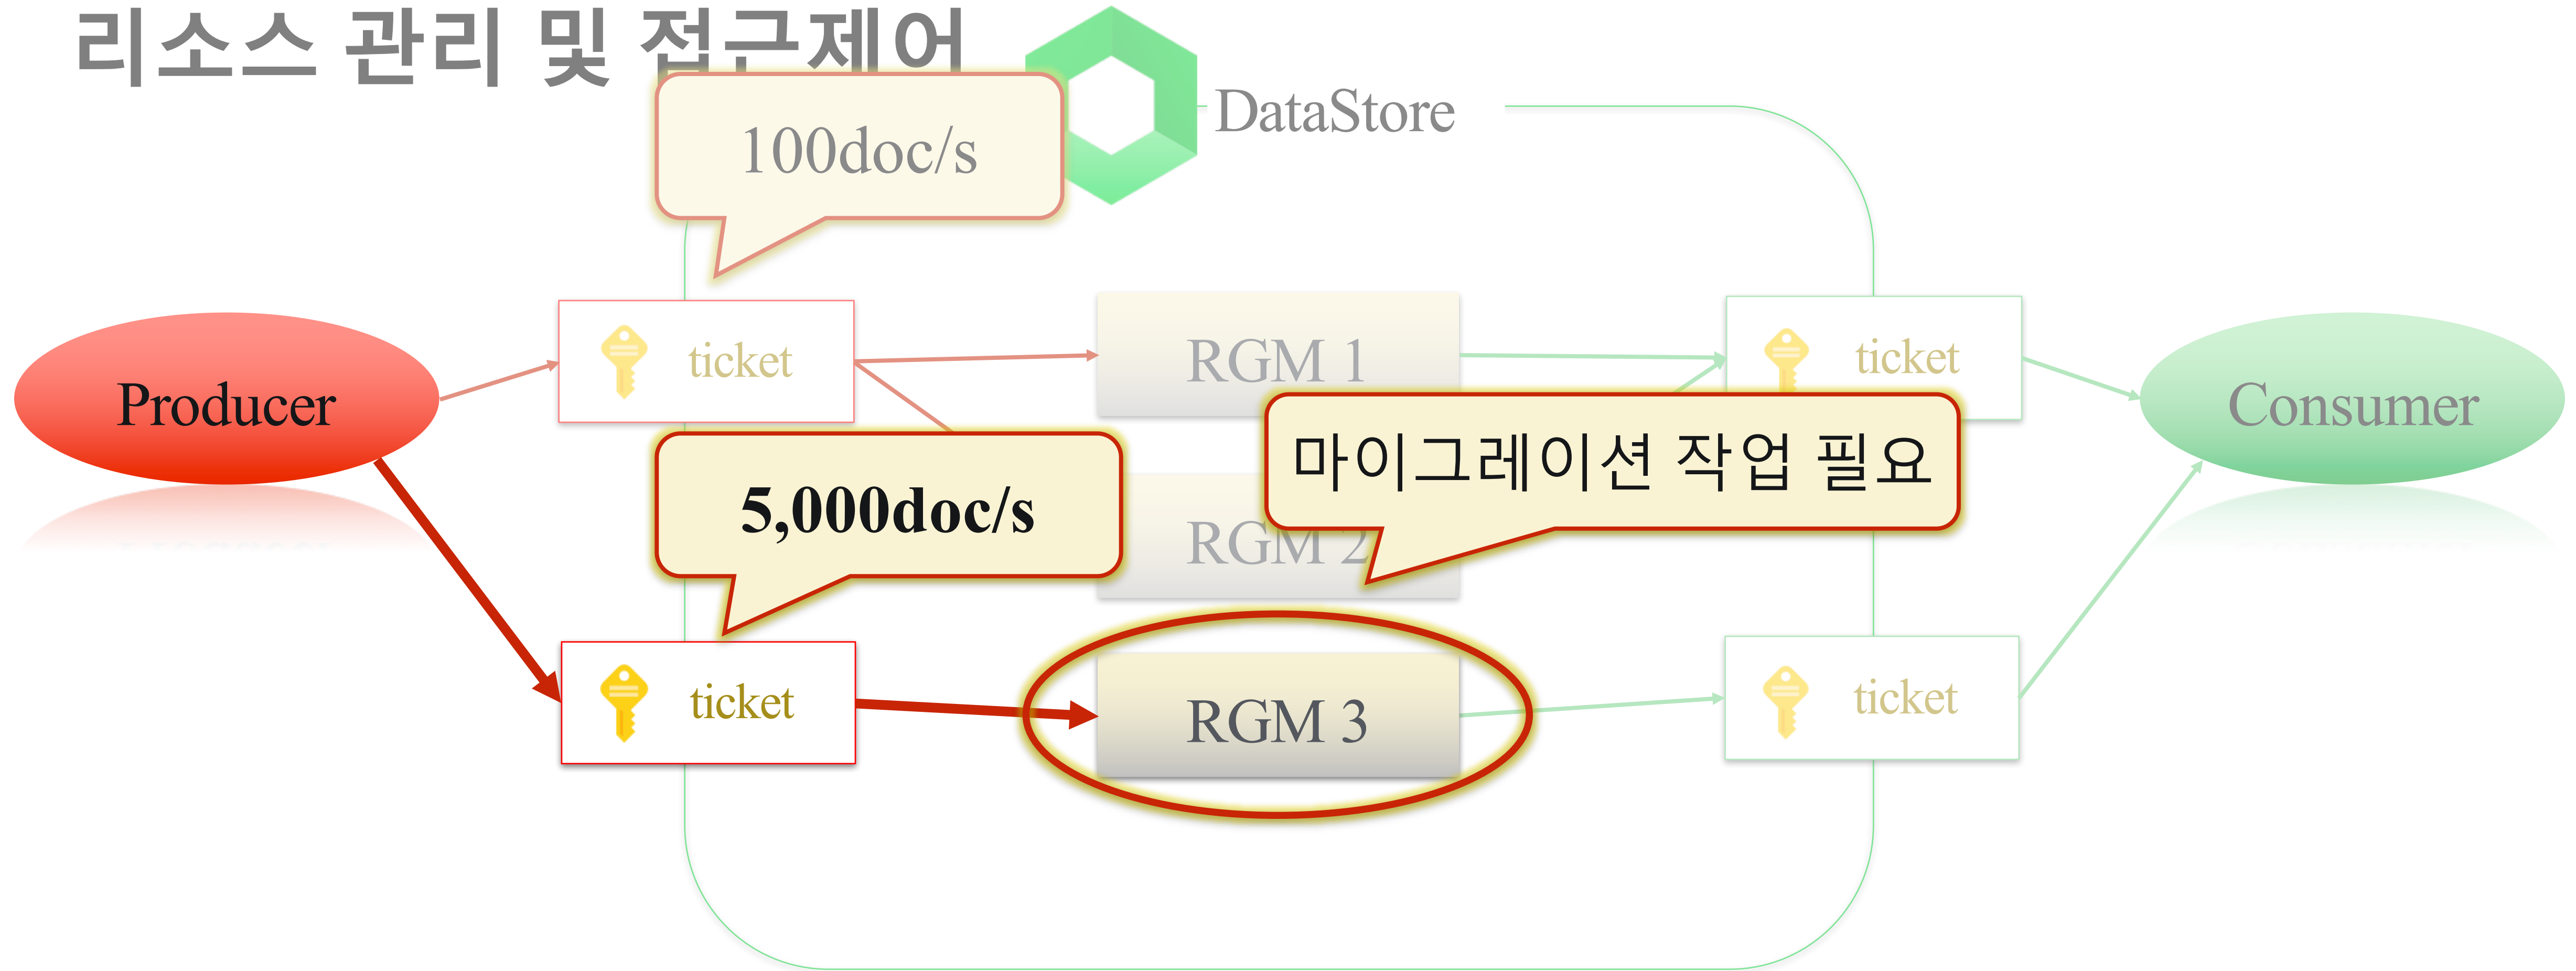 리소스 관리 및 접근제어
DataStore
100doc/s
ticket
RGM 1
ticket
Producer
Consumer
마이그레이션 작업 필요
5,000doc/s
RGM 2
ticket
RGM 3
ticket